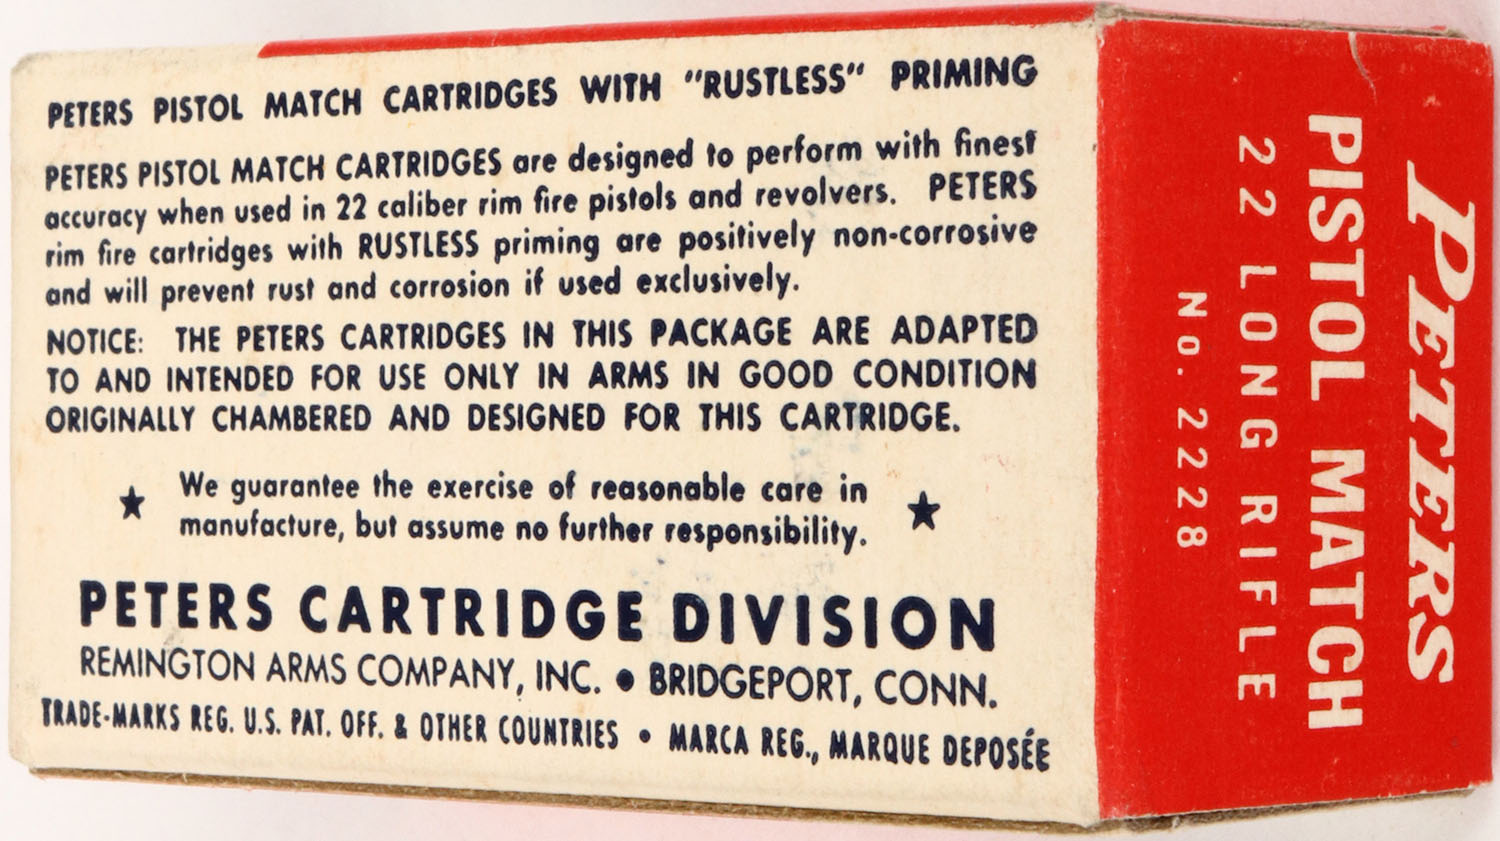 PETERS PISTOL MATCH CARTRIDGES WITH "RUSTLESS" PRIMING
PETERS PISTOL MATCH CARTRIDGES are designed to perform with finest
accuracy when used in 22 caliber rim fire pistols and revolvers. PETERS
rim fire cartridges with RUSTLESS priming are positively non-corrosive
and will prevent rust and corrosion if used exclusively.
NOTICE: THE PETERS CARTRIDGES IN THIS PACKAGE ARE ADAPTED
TO AND INTENDED FOR USE ONLY IN ARMS IN GOOD CONDITION
ORIGINALLY CHAMBERED AND DESIGNED FOR THIS CARTRIDGE.
★ We guarantee the exercise of reasonable care in ★
manufacture, but assume no further responsibility.
PETERS CARTRIDGE DIVISION
REMINGTON ARMS COMPANY, INC. • BRIDGEPORT, CONN.
TRADE-MARKS REG. U.S. PAT. OFF. & OTHER COUNTRIES • MARCA REG., MARQUE DEPOSÉE
PETERS
PISTOL MATCH
22 LONG RIFLE
No. 2228